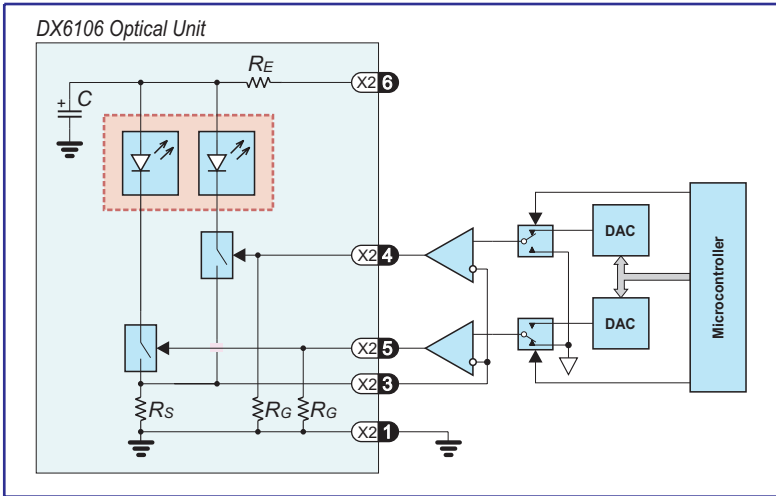 DX6106 Optical Unit
RE
X2 6
+ C
X2 4
DAC
Microcontroller
DAC
X2 5
X2 3
RS
RG
RG
X2 1